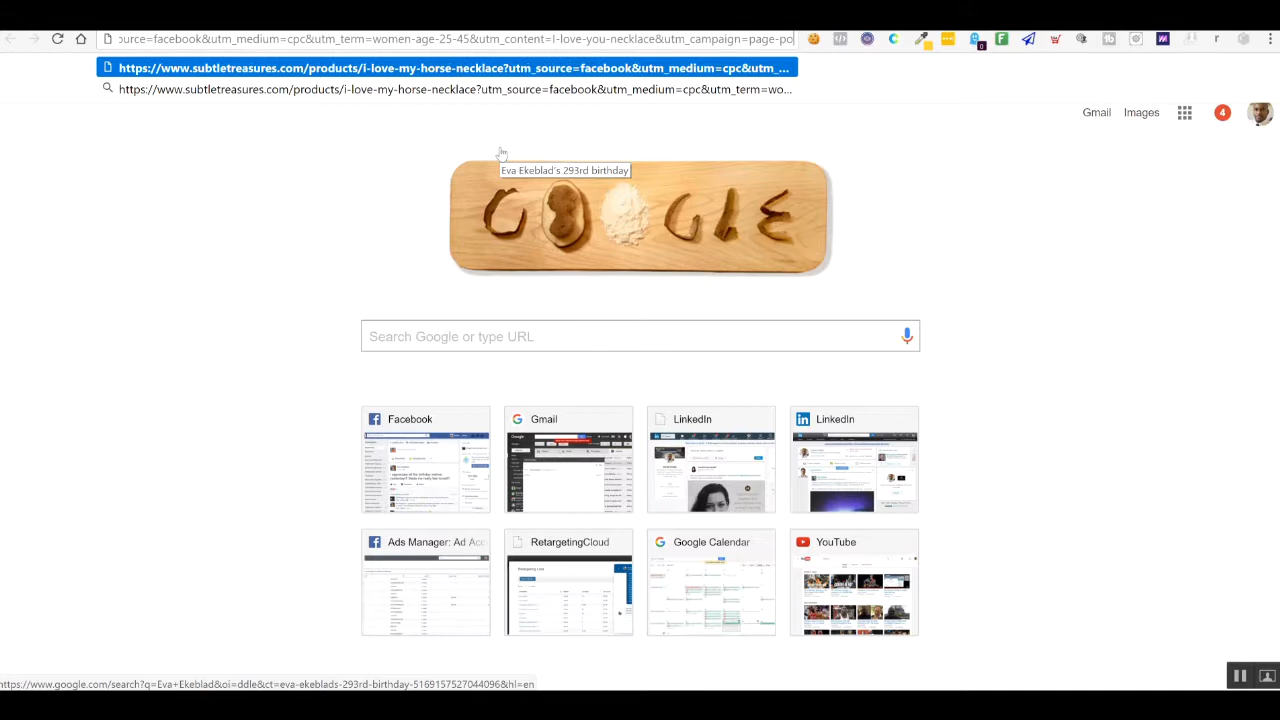 source=facebook&utm_medium=cpc&utm_term=women-age-25-45&utm_content=I-love-you-necklace&utm_campaign=page-po
https://www.subtletreasures.com/products/i-love-my-horse-necklace?utm_source=facebook&utm_medium=cpc&utm_...
https://www.subtletreasures.com/products/i-love-my-horse-necklace?utm_source=facebook&utm_medium=cpc&utm_term=wo...
Gmail Images 4
Eva Ekeblad's 293rd birthday
GOOGLE
Search Google or type URL
Facebook Gmail LinkedIn LinkedIn
Ads Manager: Ad Acc RetargetingCloud Google Calendar YouTube
https://www.google.com/search?q=Eva+Ekeblad&oi=ddle&ct=eva-ekeblads-293rd-birthday-5169157527044096&hl=en